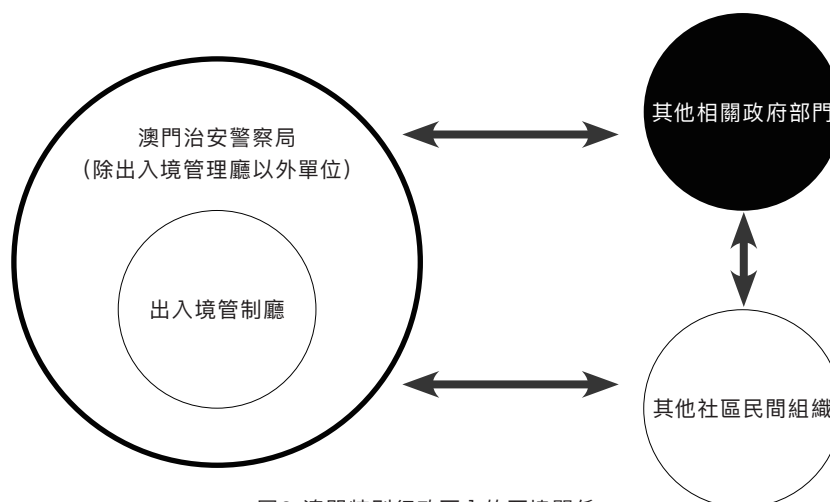 澳門治安警察局
（除出入境管理廳以外單位）
出入境管制廳
其他相關政府部門
其他社區民間組織